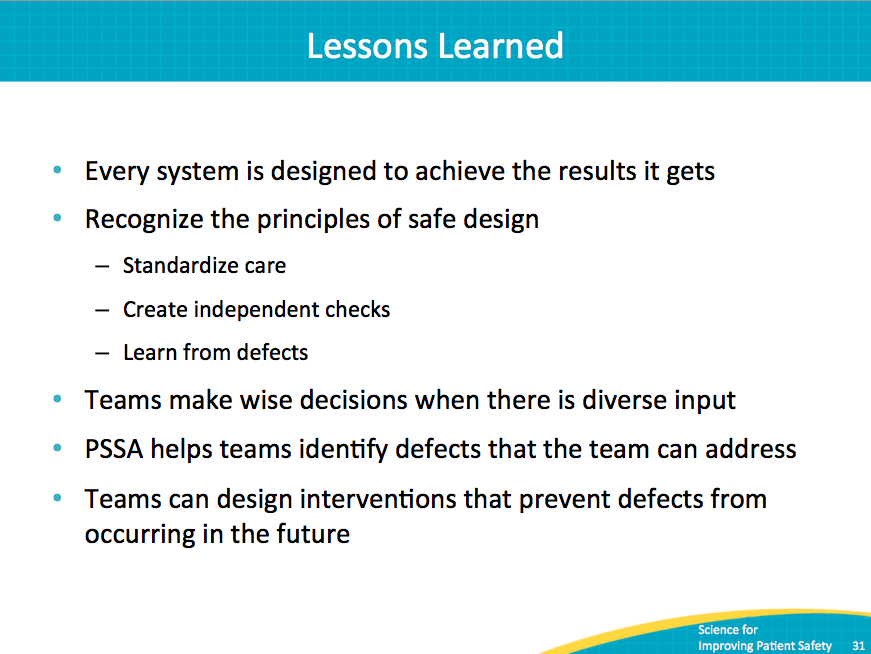 Lessons Learned
• Every system is designed to achieve the results it gets
• Recognize the principles of safe design
– Standardize care
– Create independent checks
– Learn from defects
• Teams make wise decisions when there is diverse input
• PSSA helps teams identify defects that the team can address
• Teams can design interventions that prevent defects from
occurring in the future
Science for
Improving Patient Safety 31